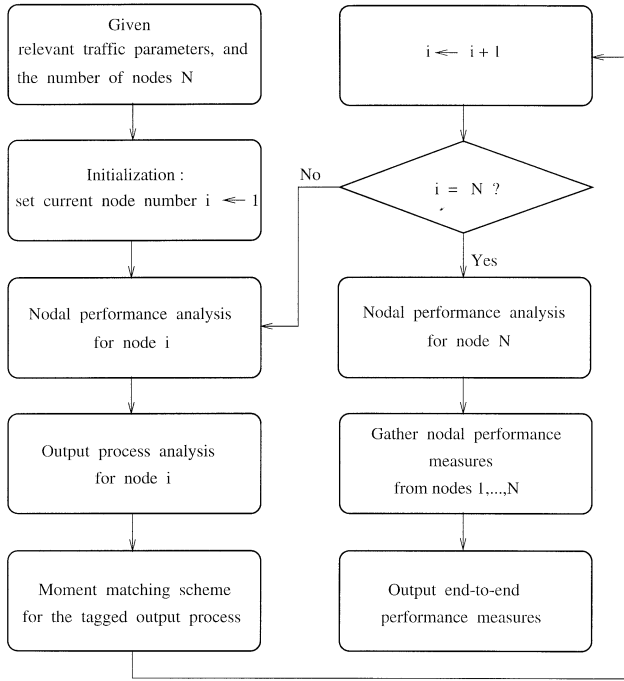 Given
relevant traffic parameters, and
the number of nodes N
Initialization :
set current node number i ← 1
Nodal performance analysis
for node i
Output process analysis
for node i
Moment matching scheme
for the tagged output process
i ← i + 1
i = N ?
No
Yes
Nodal performance analysis
for node N
Gather nodal performance
measures
from nodes 1,...,N
Output end-to-end
performance measures